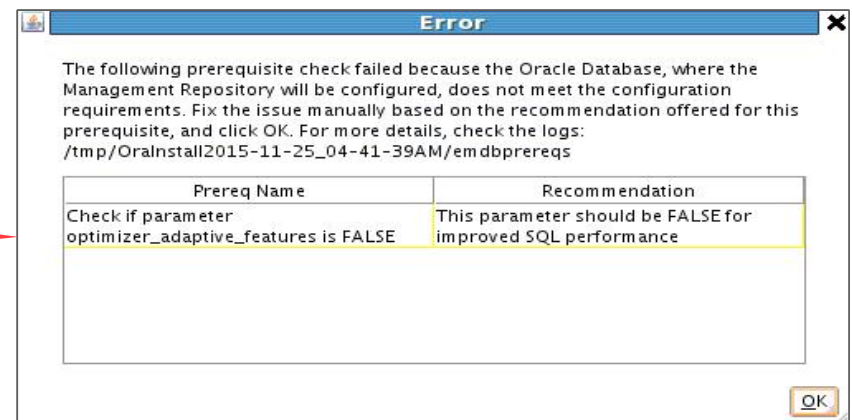 Error
The following prerequisite check failed because the Oracle Database, where the
Management Repository will be configured, does not meet the configuration
requirements. Fix the issue manually based on the recommendation offered for this
prerequisite, and click OK. For more details, check the logs:
/tmp/OraInstall2015-11-25_04-41-39AM/emdbprereqs
Prereq Name Recommendation
Check if parameter This parameter should be FALSE for
optimizer_adaptive_features is FALSE improved SQL performance
OK